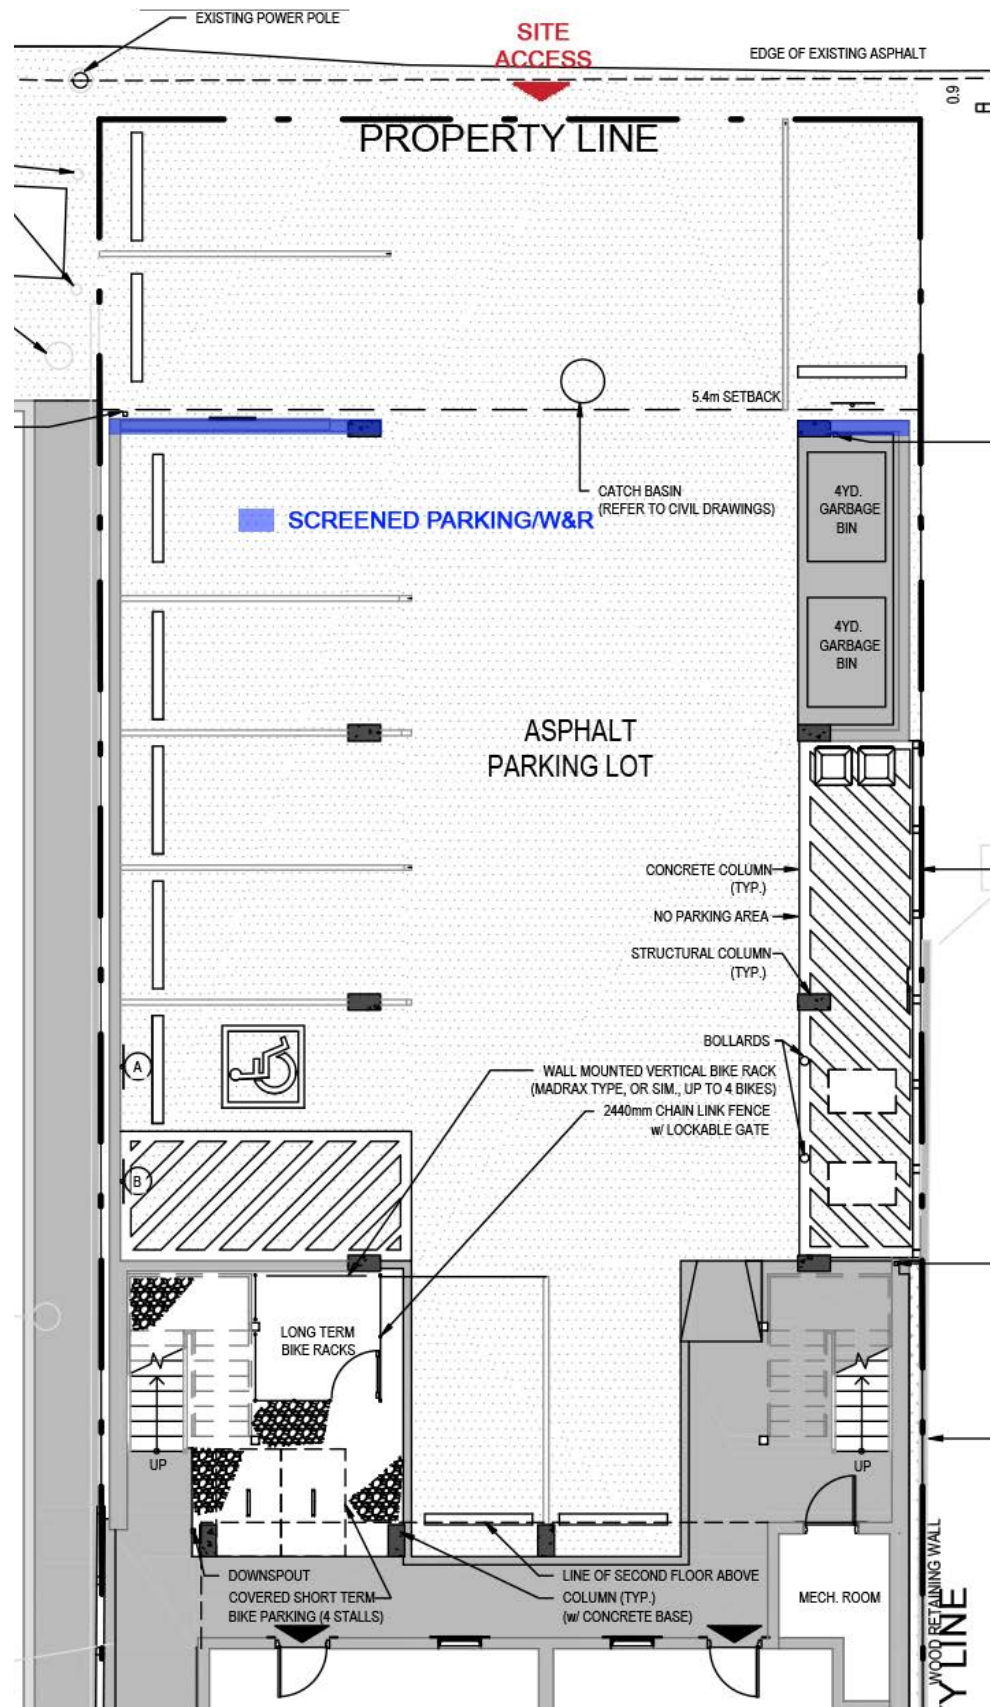 EXISTING POWER POLE
SITE
ACCESS
EDGE OF EXISTING ASPHALT
0.9
PROPERTY LINE
5.4m SETBACK
CATCH BASIN
(REFER TO CIVIL DRAWINGS)
SCREENED PARKING/W&R
4YD.
GARBAGE
BIN
4YD.
GARBAGE
BIN
ASPHALT
PARKING LOT
CONCRETE COLUMN
(TYP.)
NO PARKING AREA
STRUCTURAL COLUMN
(TYP.)
BOLLARDS
A
WALL MOUNTED VERTICAL BIKE RACK
(MADRAX TYPE, OR SIM., UP TO 4 BIKES)
2440mm CHAIN LINK FENCE
w/ LOCKABLE GATE
B
LONG TERM
BIKE RACKS
UP
UP
DOWNSPOUT
COVERED SHORT TERM
BIKE PARKING (4 STALLS)
LINE OF SECOND FLOOR ABOVE
COLUMN (TYP.)
(w/ CONCRETE BASE)
MECH. ROOM
WOOD RETAINING WALL
Y LINE